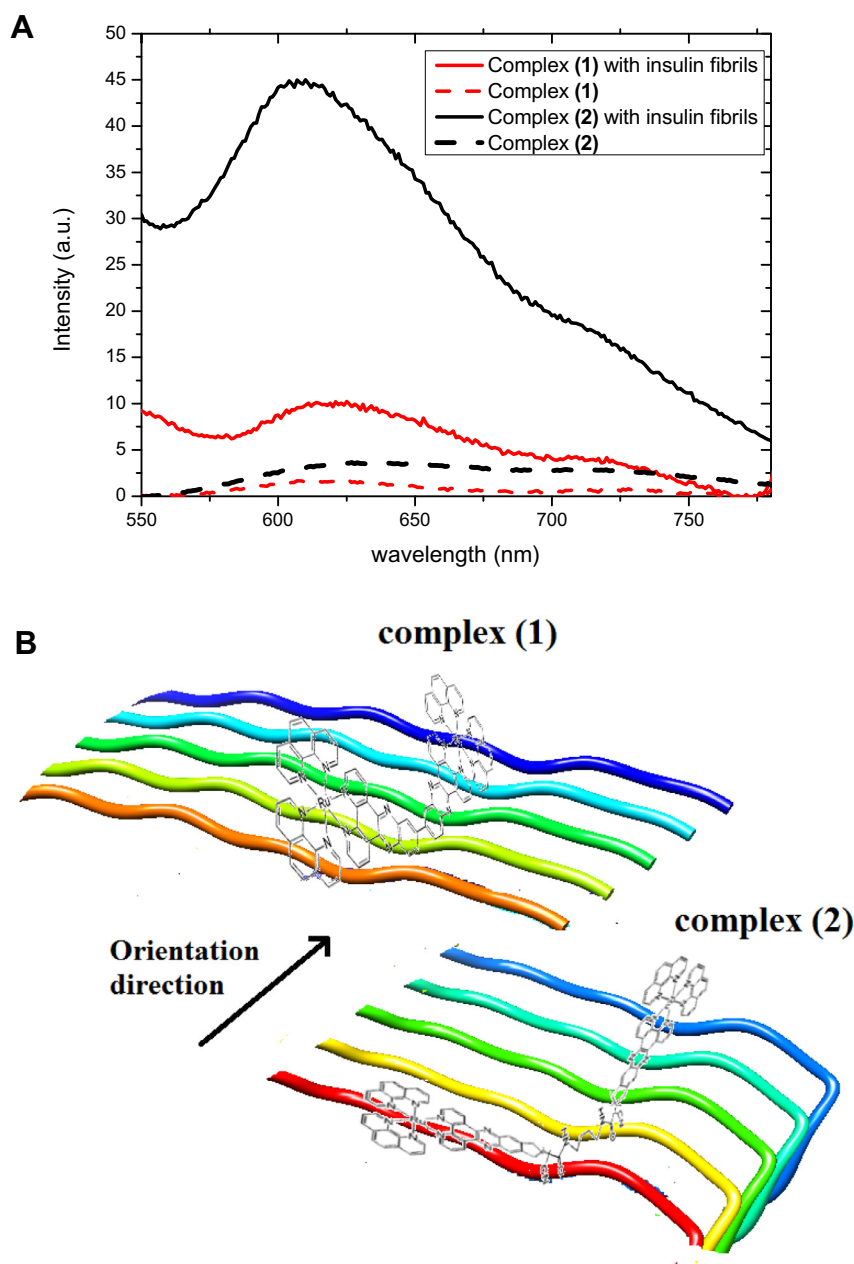 A
50
45
40
35
30
25
20
15
10
5
0
Intensity (a.u.)
Complex (1) with insulin fibrils
Complex (1)
Complex (2) with insulin fibrils
Complex (2)
550
600
650
700
750
wavelength (nm)
B
complex (1)
Ru
complex (2)
Orientation
direction